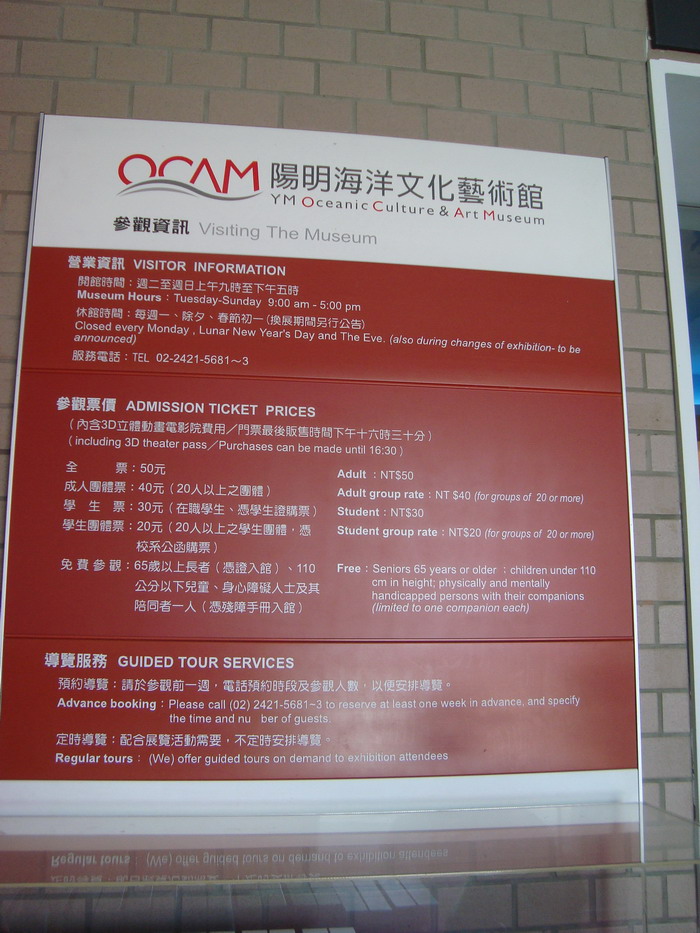 OCAM 陽明海洋文化藝術館
YM Oceanic Culture & Art Museum
參觀資訊 Visiting The Museum
營業資訊 VISITOR INFORMATION
開館時間：週二至週日上午九時至下午五時
Museum Hours：Tuesday-Sunday 9:00 am - 5:00 pm
休館時間：每週一、除夕、春節初一(換展期間另行公告)
Closed every Monday , Lunar New Year's Day and The Eve. (also during changes of exhibition- to be
announced)
服務電話：TEL 02-2421-5681～3
參觀票價 ADMISSION TICKET PRICES
（內含3D立體動畫電影院費用／門票最後販售時間下午十六時三十分）
（including 3D theater pass／Purchases can be made until 16:30）
全 票：50元
成人團體票：40元（20人以上之團體）
學 生 票：30元（在職學生、憑學生證購票）
學生團體票：20元（20人以上之學生團體，憑
校系公函購票）
免費參觀：65歲以上長者（憑證入館）、110
公分以下兒童、身心障礙人士及其
陪同者一人（憑殘障手冊入館）
Adult ：NT$50
Adult group rate：NT $40 (for groups of 20 or more)
Student：NT$30
Student group rate：NT$20 (for groups of 20 or more)
Free：Seniors 65 years or older ；children under 110
cm in height; physically and mentally
handicapped persons with their companions
(limited to one companion each)
導覽服務 GUIDED TOUR SERVICES
預約導覽：請於參觀前一週，電話預約時段及參觀人數，以便安排導覽。
Advance booking：Please call (02) 2421-5681~3 to reserve at least one week in advance, and specify
the time and nu ber of guests.
定時導覽：配合展覽活動需要，不定時安排導覽。
Regular tours：(We) offer guided tours on demand to exhibition attendees